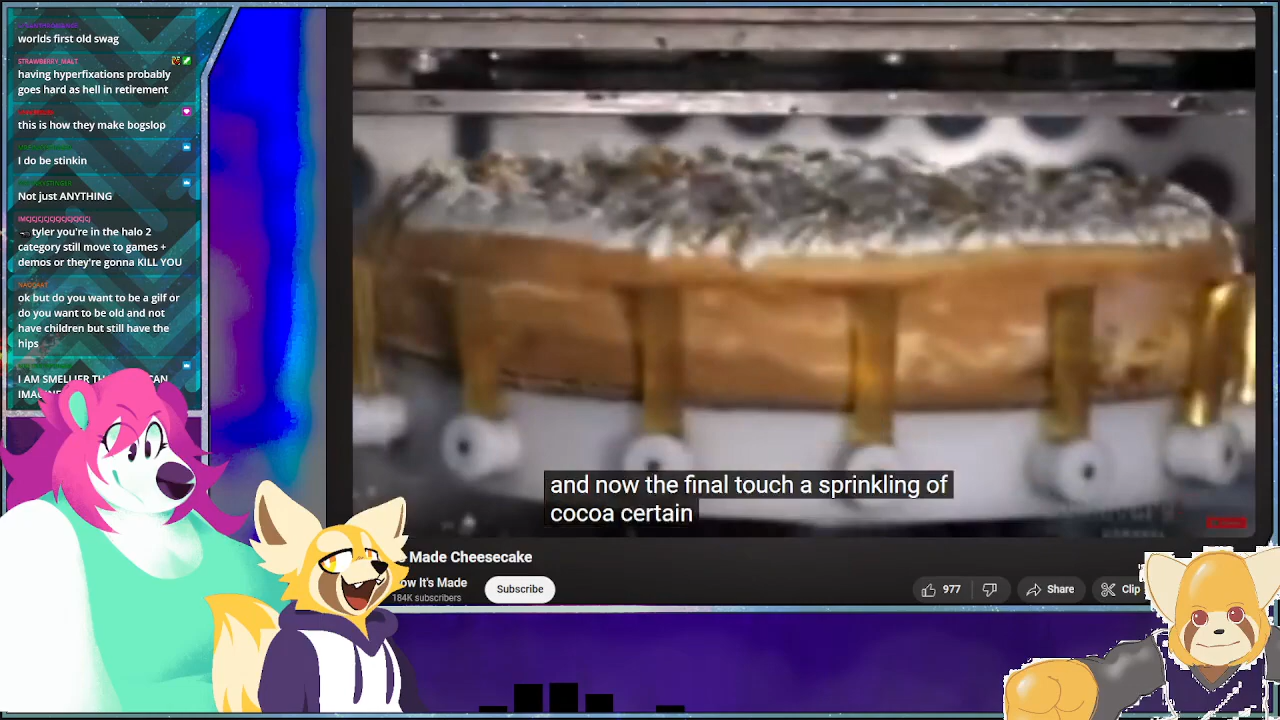 worlds first old swag
STRAWBERRY_MALT
having hyperfixations probably
goes hard as hell in retirement
this is how they make bogslop
I do be stinkin
Not just ANYTHING
tyler you're in the halo 2
category still move to games +
demos or they're gonna KILL YOU
ok but do you want to be a gilf or
do you want to be old and not
have children but still have the
hips
I AM SMELLIER
CAN
and now the final touch a sprinkling of
cocoa certain
Made Cheesecake
ow It's Made
184K subscribers
Subscribe
977
Share
Clip